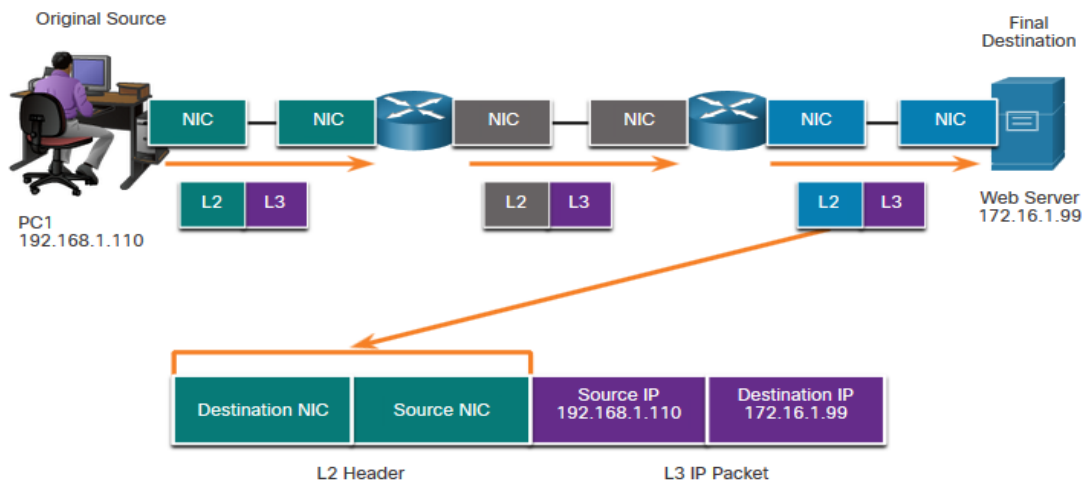 Original Source
Final
Destination
NIC
NIC
NIC
NIC
NIC
NIC
L2
L3
L2
L3
L2
L3
PC1
192.168.1.110
Web Server
172.16.1.99
Destination NIC
Source NIC
Source IP
192.168.1.110
Destination IP
172.16.1.99
L2 Header
L3 IP Packet